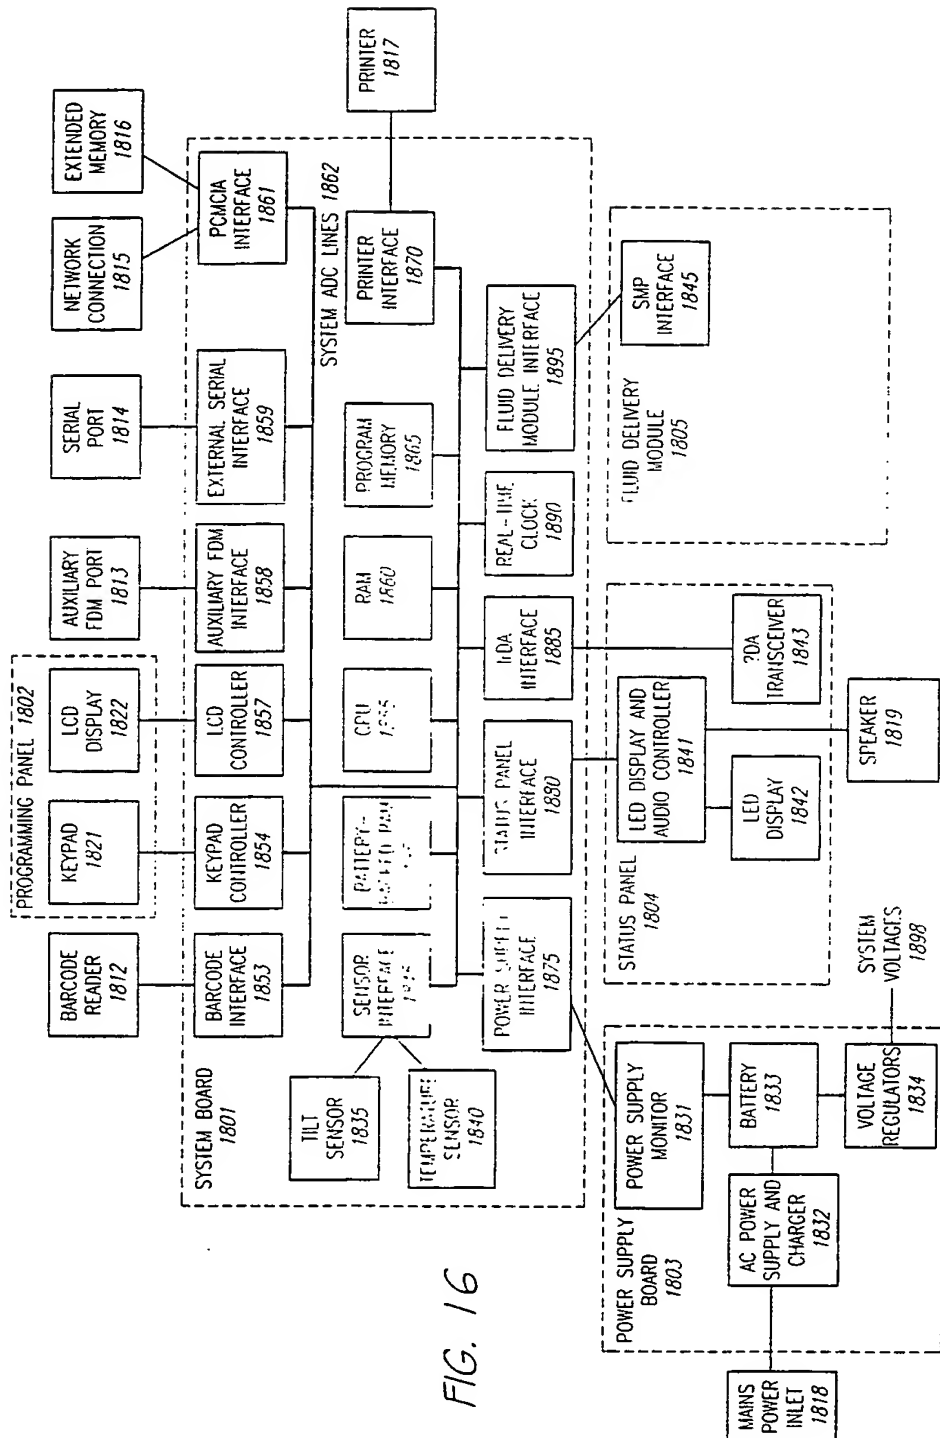 PROGRAMMING PANEL 1802
BARCODE
READER
1812
KEYPAD
1821
LCD
DISPLAY
1822
AUXILIARY
FDM PORT
1813
SERIAL
PORT
1814
NETWORK
CONNECTION
1815
EXTENDED
MEMORY
1816
SYSTEM BOARD
1801
BARCODE
INTERFACE
1853
KEYPAD
CONTROLLER
1854
LCD
CONTROLLER
1857
AUXILIARY FDM
INTERFACE
1858
EXTERNAL SERIAL
INTERFACE
1859
PCMCIA
INTERFACE
1861
SYSTEM ADC LINES 1862
TILT
SENSOR
1835
TEMPERATURE
SENSOR
1840
SENSOR
INTERFACE
CPU
RAM
1860
PROGRAM
MEMORY
1865
PRINTER
INTERFACE
1870
PRINTER
1817
POWER SUPPLY
INTERFACE
1875
STATUS PANEL
INTERFACE
1880
IrDA
INTERFACE
1885
REAL-TIME
CLOCK
1890
FLUID DELIVERY
MODULE INTERFACE
1895
FIG. 16
POWER SUPPLY
BOARD
1803
POWER SUPPLY
MONITOR
1831
STATUS PANEL
1804
LED DISPLAY AND
AUDIO CONTROLLER
1841
TRANSCEIVER
1843
FLUID DELIVERY
MODULE
1805
SMP
INTERFACE
1845
MAINS
POWER
INLET
1818
AC POWER
SUPPLY AND
CHARGER
1832
BATTERY
1833
LED
DISPLAY
1842
VOLTAGE
REGULATORS
1834
SYSTEM
VOLTAGES
1898
SPEAKER
1819